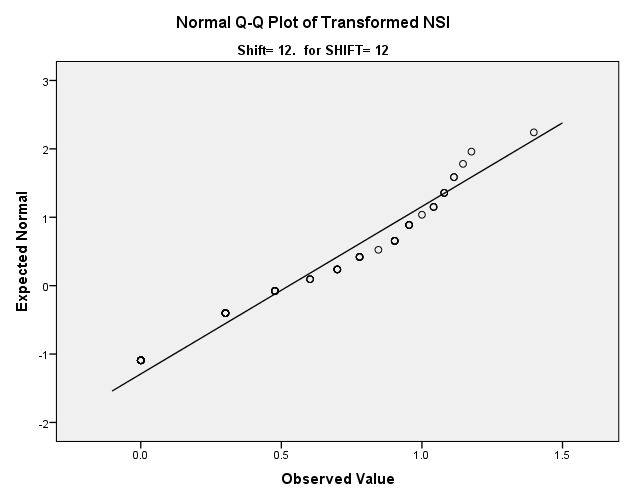 Normal Q-Q Plot of Transformed NSI
Shift= 12.  for SHIFT= 12
Expected Normal
3
2
1
0
-1
-2
0.0 0.5 1.0 1.5
Observed Value